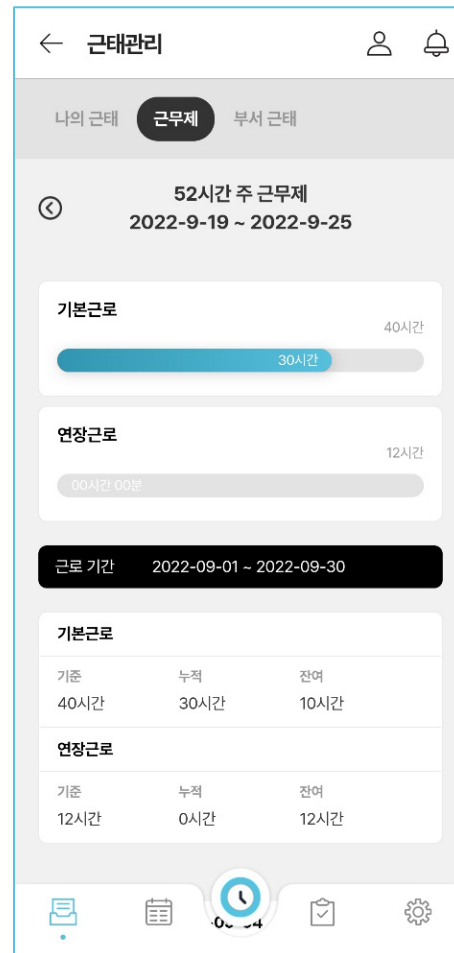 근태관리
나의 근태 근무제 부서 근태
52시간 주 근무제
2022-9-19 ~ 2022-9-25
기본근로
40시간
30시간
연장근로
12시간
00시간 00분
근로 기간 2022-09-01 ~ 2022-09-30
기본근로
기준 누적 잔여
40시간 30시간 10시간
연장근로
기준 누적 잔여
12시간 0시간 12시간